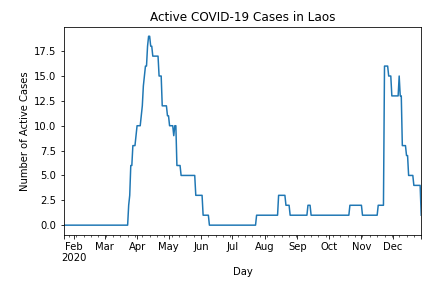 Active COVID-19 Cases in Laos
Number of Active Cases
17.5
15.0
12.5
10.0
7.5
5.0
2.5
0.0
Feb Mar Apr May Jun Jul Aug Sep Oct Nov Dec
2020
Day